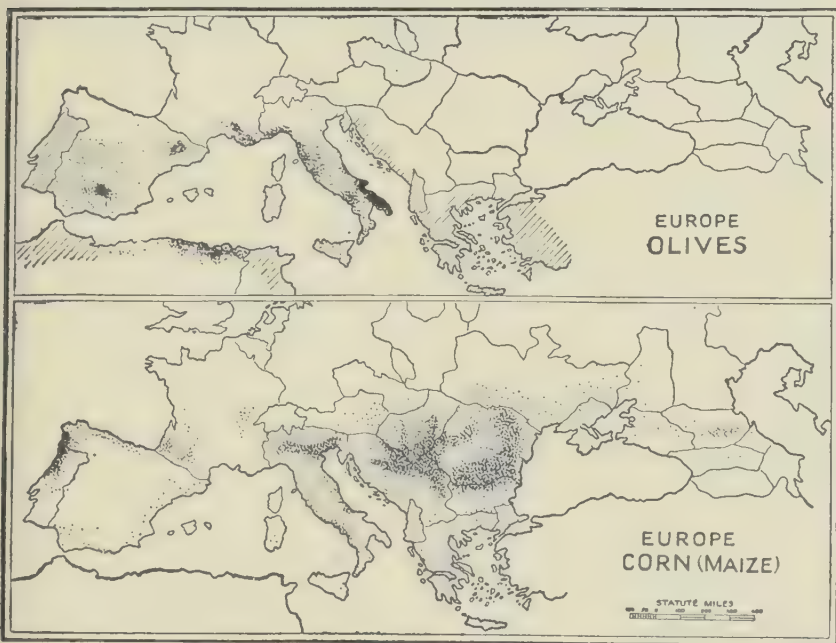 EUROPE
OLIVES
EUROPE
CORN (MAIZE)
STATUTE MILES